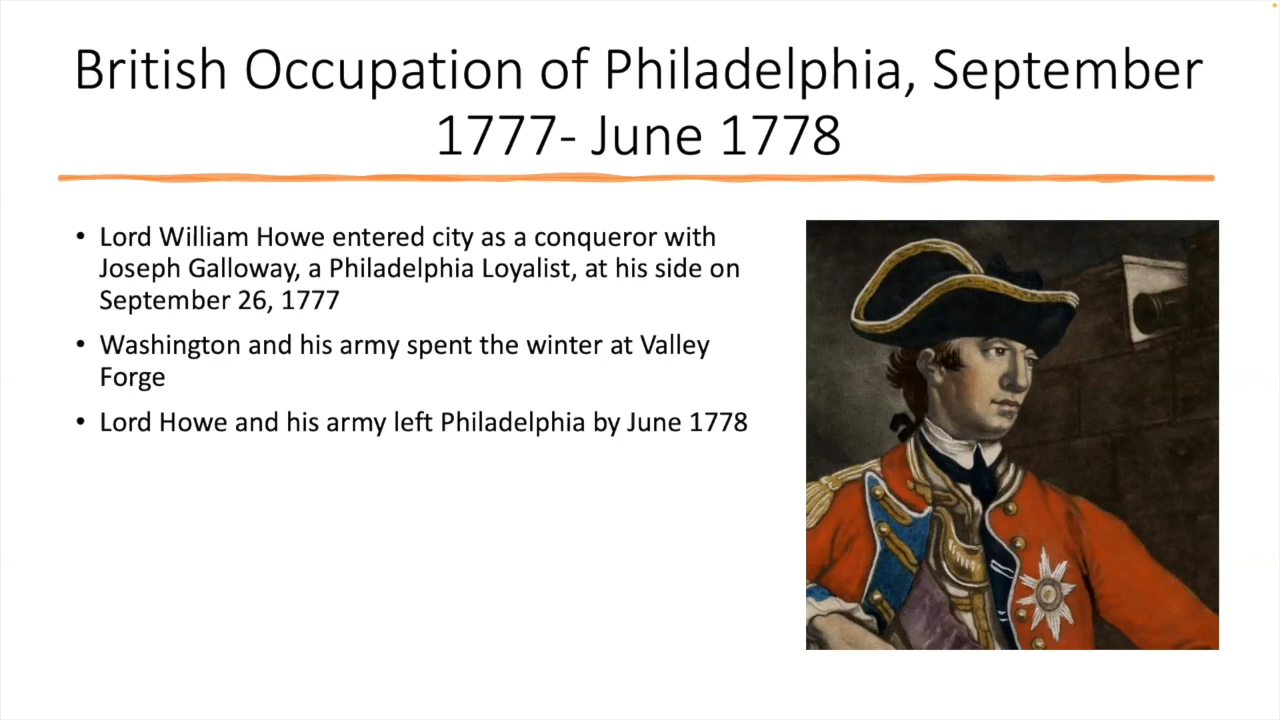 British Occupation of Philadelphia, September
1777- June 1778
• Lord William Howe entered city as a conqueror with
Joseph Galloway, a Philadelphia Loyalist, at his side on
September 26, 1777
• Washington and his army spent the winter at Valley
Forge
• Lord Howe and his army left Philadelphia by June 1778